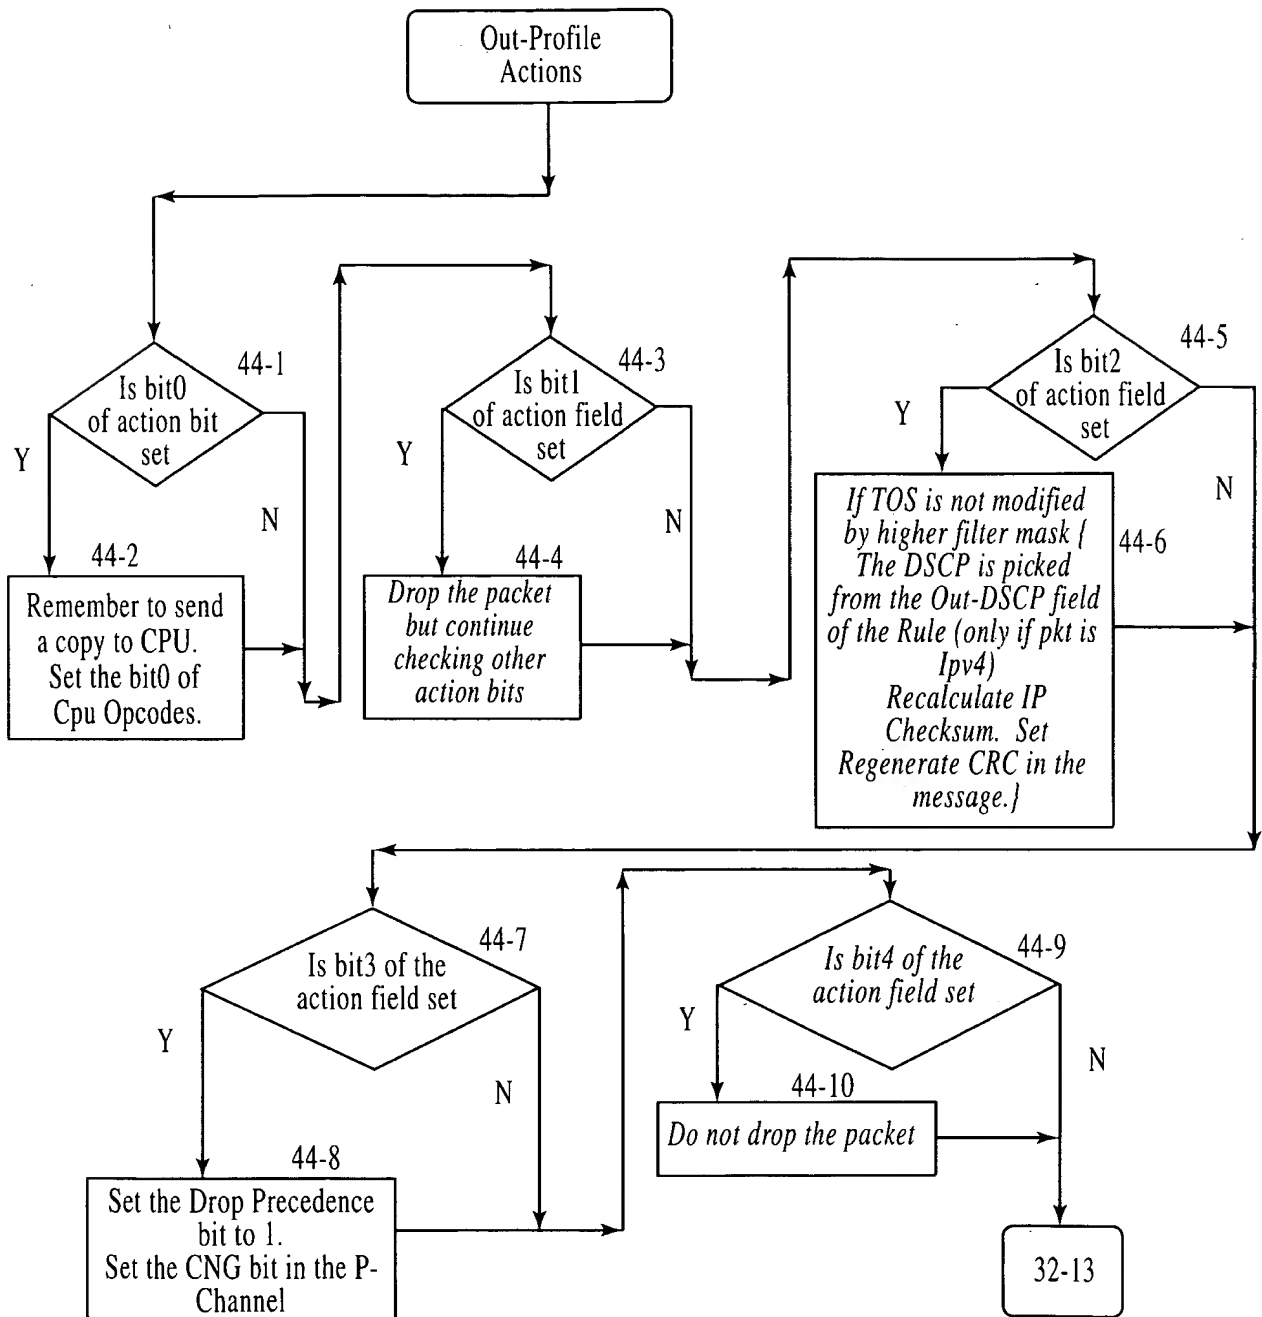 Out-Profile
Actions
44-1
Is bit0
of action bit
set
Y
N
44-2
Remember to send
a copy to CPU.
Set the bit0 of
Cpu Opcodes.
44-3
Is bit1
of action field
set
Y
N
44-4
Drop the packet
but continue
checking other
action bits
44-5
Is bit2
of action field
set
Y
N
44-6
If TOS is not modified
by higher filter mask {
The DSCP is picked
from the Out-DSCP field
of the Rule (only if pkt is
Ipv4)
Recalculate IP
Checksum. Set
Regenerate CRC in the
message.}
44-7
Is bit3 of the
action field set
Y
N
44-8
Set the Drop Precedence
bit to 1.
Set the CNG bit in the P-
Channel
44-9
Is bit4 of the
action field set
Y
N
44-10
Do not drop the packet
32-13